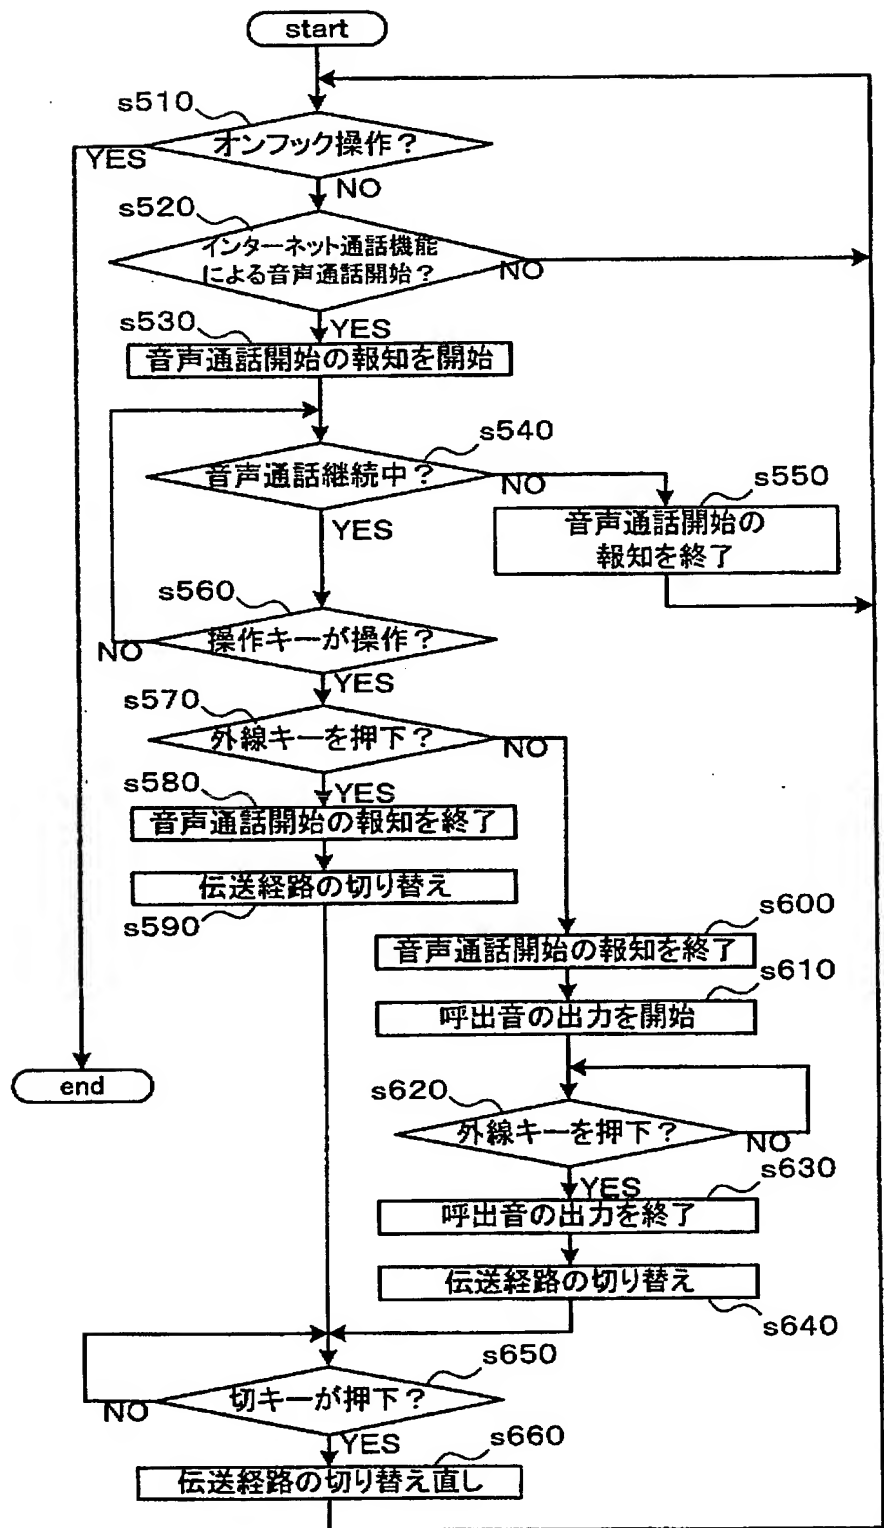 start
s510
オンフック操作？
YES
NO
s520
インターネット通話機能
による音声通話開始？
NO
s530
YES
音声通話開始の報知を開始
s540
音声通話継続中？
NO
s550
YES
音声通話開始の
報知を終了
s560
操作キーが操作？
NO
YES
s570
外線キーを押下？
NO
s580
YES
音声通話開始の報知を終了
伝送経路の切り替え
s590
s600
音声通話開始の報知を終了
s610
呼出音の出力を開始
end
s620
外線キーを押下？
NO
YES
s630
呼出音の出力を終了
伝送経路の切り替え
s640
s650
切キーが押下？
NO
YES
s660
伝送経路の切り替え直し